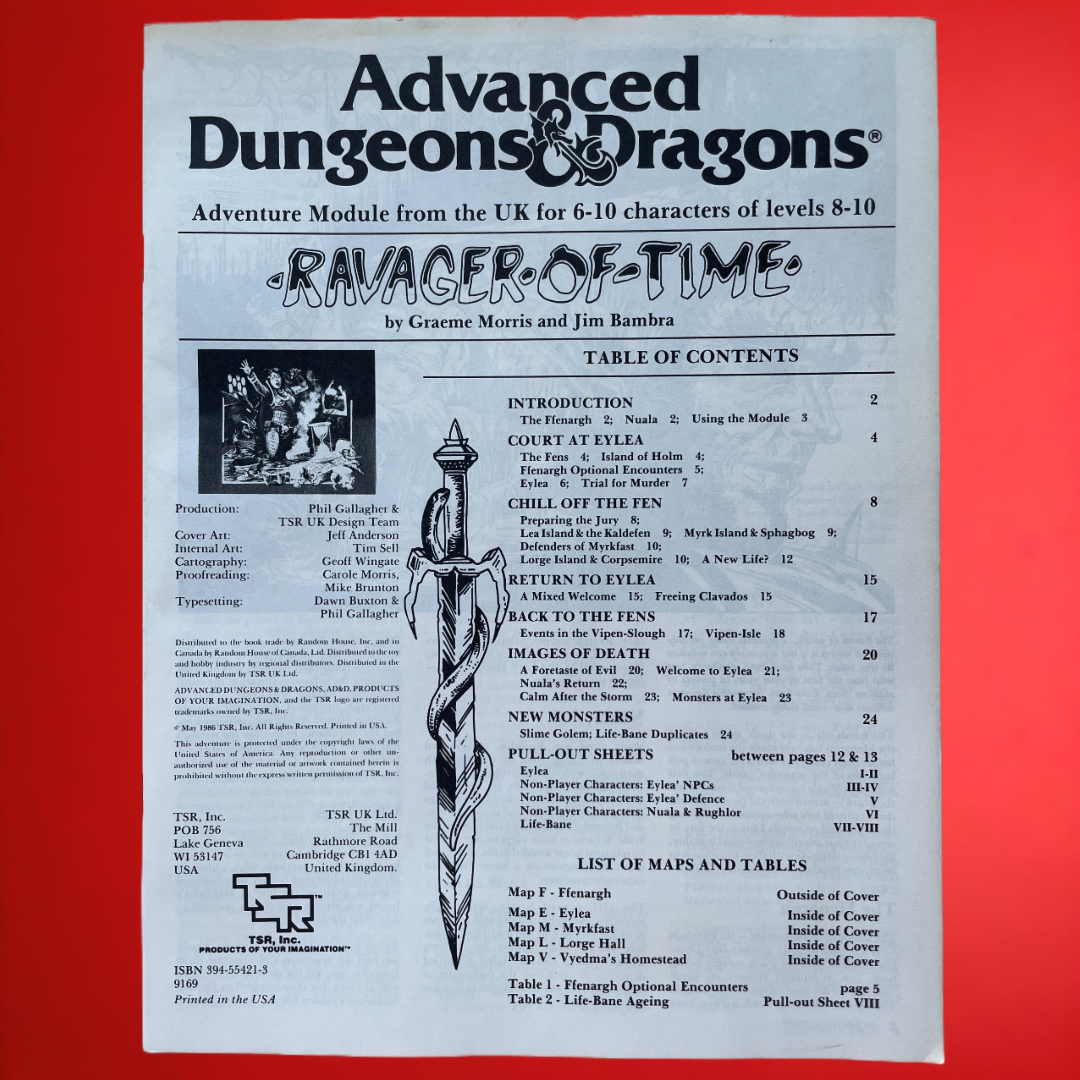 Advanced
Dungeons & Dragons®
Adventure Module from the UK for 6-10 characters of levels 8-10
·RAVAGER·OF·TIME·
by Graeme Morris and Jim Bambra
TABLE OF CONTENTS
INTRODUCTION 2
The Ffenargh 2; Nuala 2; Using the Module 3
COURT AT EYLEA 4
The Fens 4; Island of Holm 4;
Ffenargh Optional Encounters 5;
Eylea 6; Trial for Murder 7
CHILL OFF THE FEN 8
Preparing the Jury 8;
Lea Island & the Kaldefen 9; Myrk Island & Sphagbog 9;
Defenders of Myrkfast 10;
Lorge Island & Corpsemire 10; A New Life? 12
RETURN TO EYLEA 15
A Mixed Welcome 15; Freeing Clavados 15
BACK TO THE FENS 17
Events in the Vipen-Slough 17; Vipen-Isle 18
IMAGES OF DEATH 20
A Foretaste of Evil 20; Welcome to Eylea 21;
Nuala's Return 22;
Calm After the Storm 23; Monsters at Eylea 23
NEW MONSTERS 24
Slime Golem; Life-Bane Duplicates 24
PULL-OUT SHEETS between pages 12 & 13
Eylea I-II
Non-Player Characters: Eylea' NPCs III-IV
Non-Player Characters: Eylea' Defence V
Non-Player Characters: Nuala & Rughlor VI
Life-Bane VII-VIII
LIST OF MAPS AND TABLES
Map F - Ffenargh Outside of Cover
Map E - Eylea Inside of Cover
Map M - Myrkfast Inside of Cover
Map L - Lorge Hall Inside of Cover
Map V - Vyedma's Homestead Inside of Cover
Table 1 - Ffenargh Optional Encounters page 5
Table 2 - Life-Bane Ageing Pull-out Sheet VIII
Production: Phil Gallagher &
TSR UK Design Team
Cover Art: Jeff Anderson
Internal Art: Tim Sell
Cartography: Geoff Wingate
Proofreading: Carole Morris,
Mike Brunton
Typesetting: Dawn Buxton &
Phil Gallagher
Distributed to the book trade by Random House, Inc. and in
Canada by Random House of Canada, Ltd. Distributed to the toy
and hobby industry by regional distributors. Distributed in the
United Kingdom by TSR UK Ltd.
ADVANCED DUNGEONS & DRAGONS, AD&D, PRODUCTS
OF YOUR IMAGINATION, and the TSR logo are registered
trademarks owned by TSR, Inc.
© May 1986 TSR, Inc. All Rights Reserved. Printed in USA.
This adventure is protected under the copyright laws of the
United States of America. Any reproduction or other un-
authorized use of the material or artwork contained herein is
prohibited without the express written permission of TSR, Inc.
TSR, Inc.
POB 756
Lake Geneva
WI 53147
USA
TSR UK Ltd.
The Mill
Rathmore Road
Cambridge CB1 4AD
United Kingdom.
TSR™
TSR, Inc.
PRODUCTS OF YOUR IMAGINATION™
ISBN 394-55421-3
9169
Printed in the USA